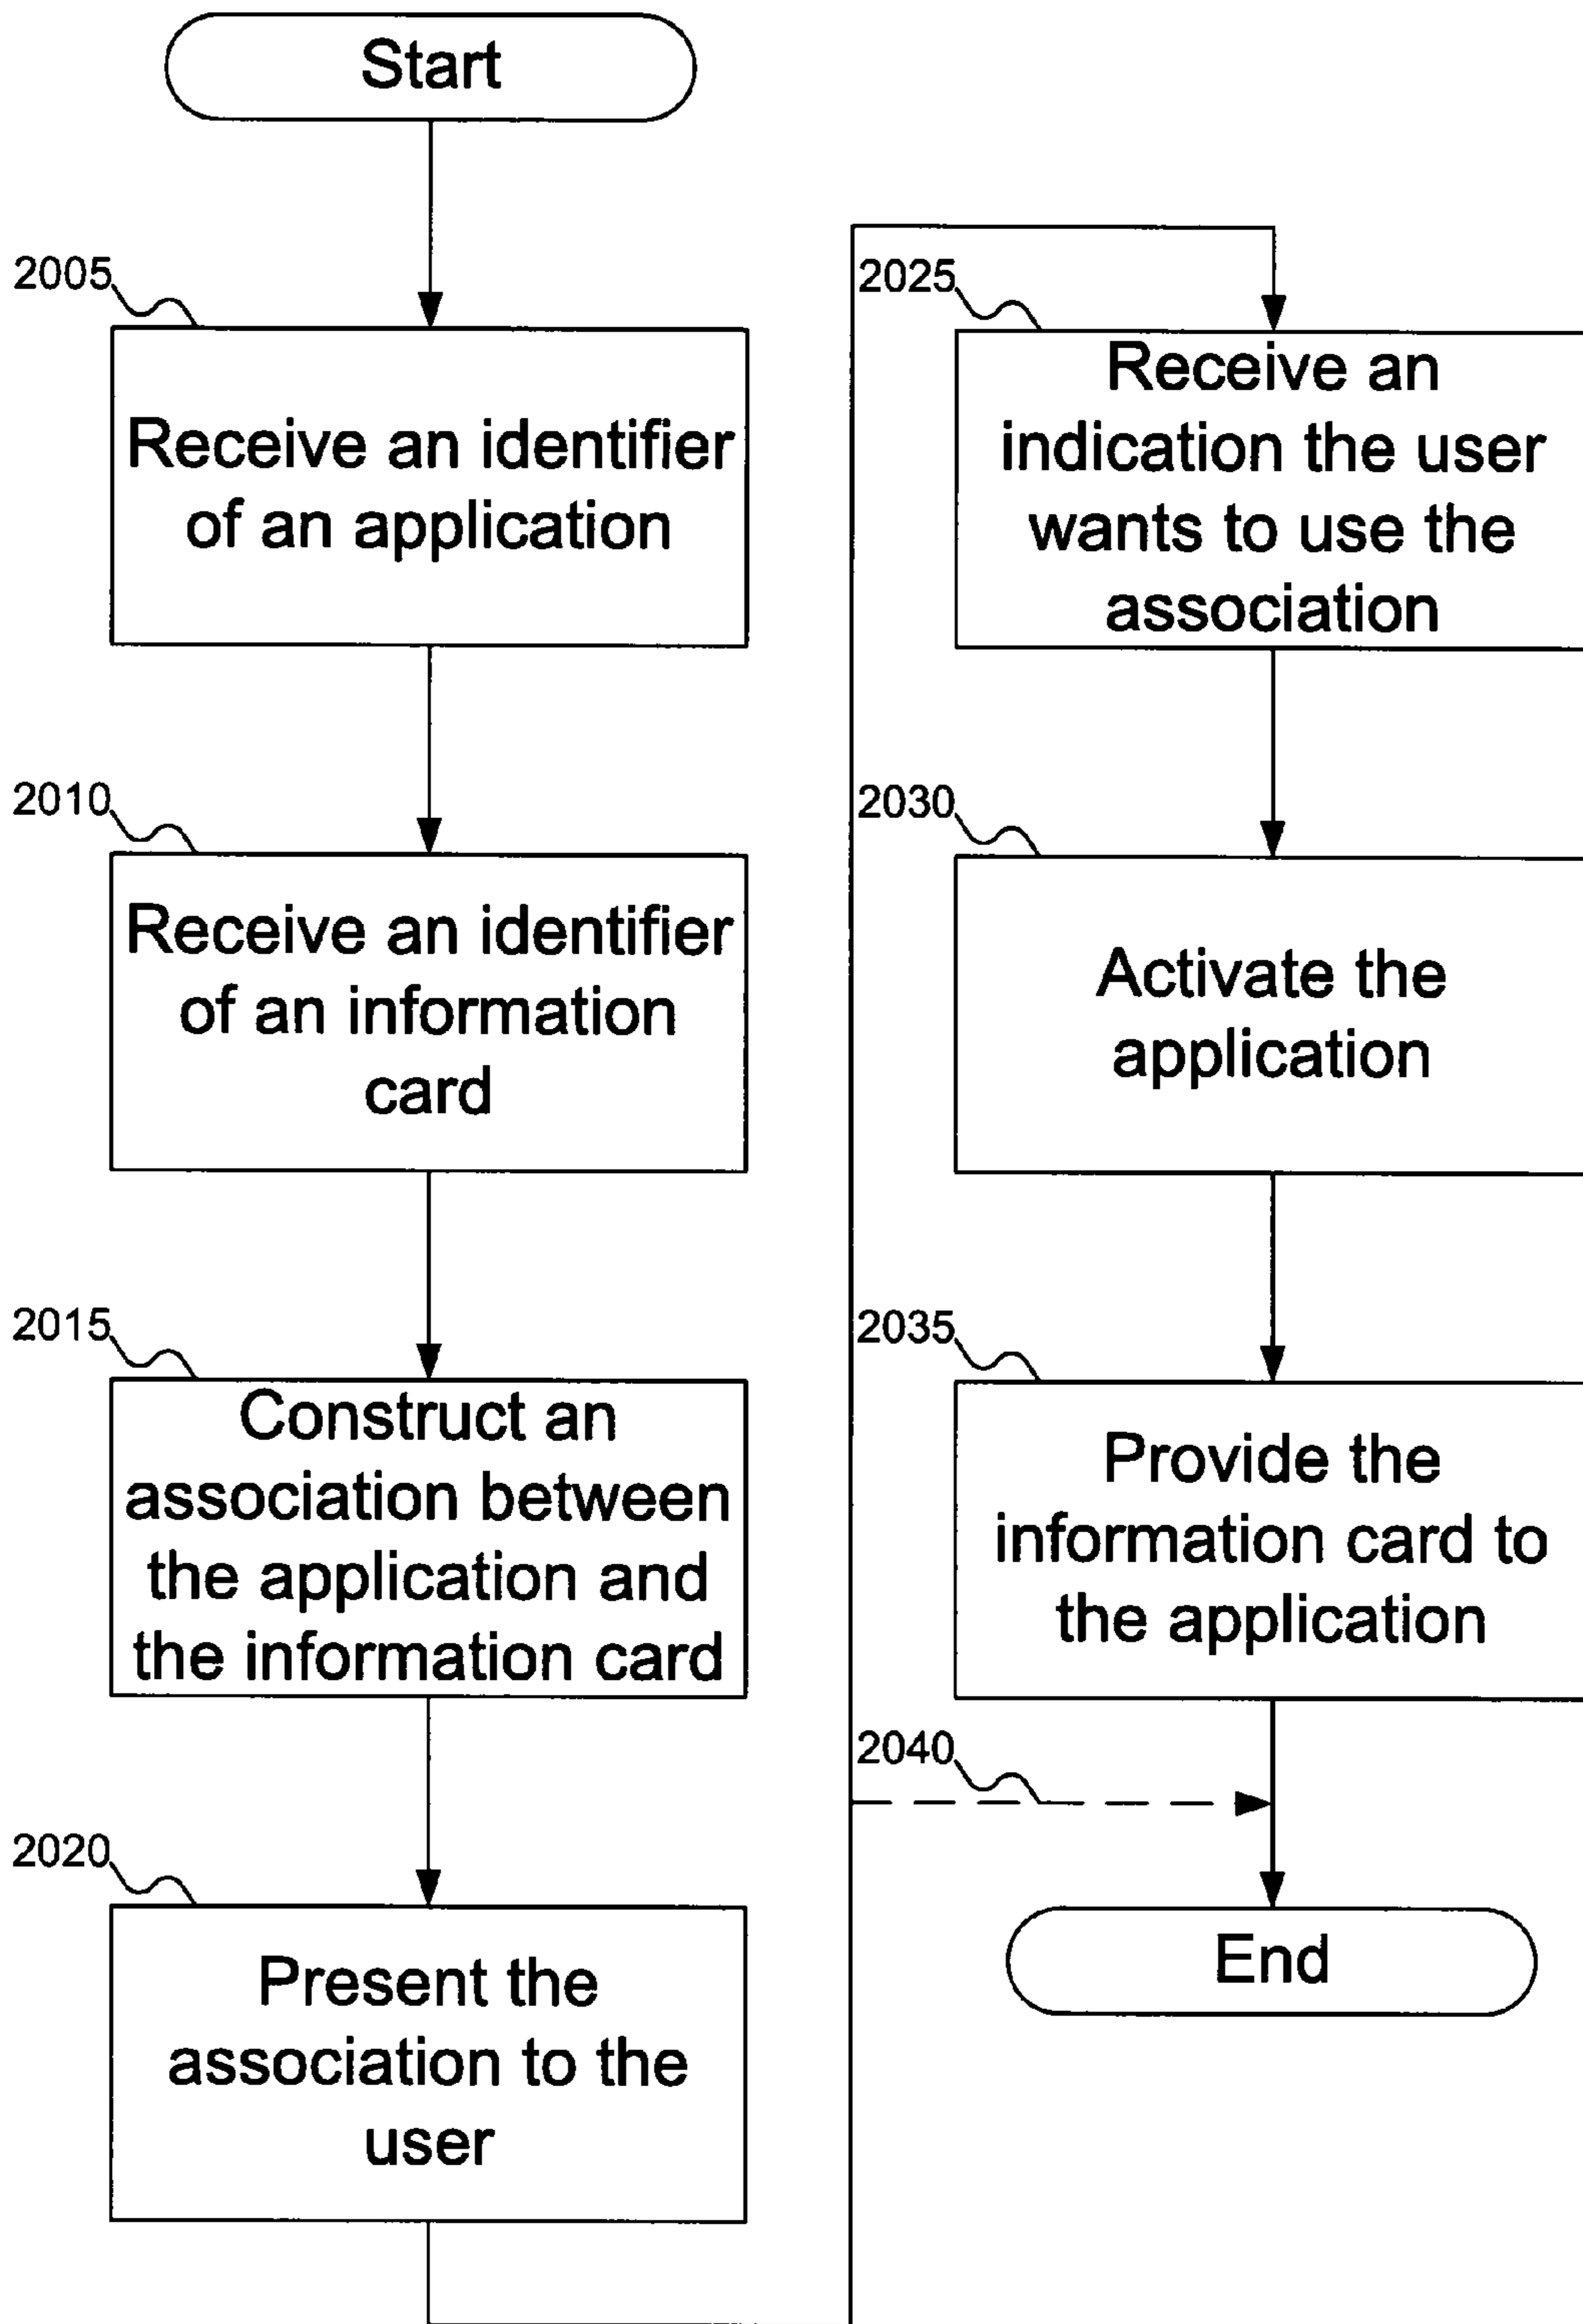 Start
2005
Receive an identifier
of an application
2010
Receive an identifier
of an information
card
2015
Construct an
association between
the application and
the information card
2020
Present the
association to the
user
2025
Receive an
indication the user
wants to use the
association
2030
Activate the
application
2035
Provide the
information card to
the application
2040
End